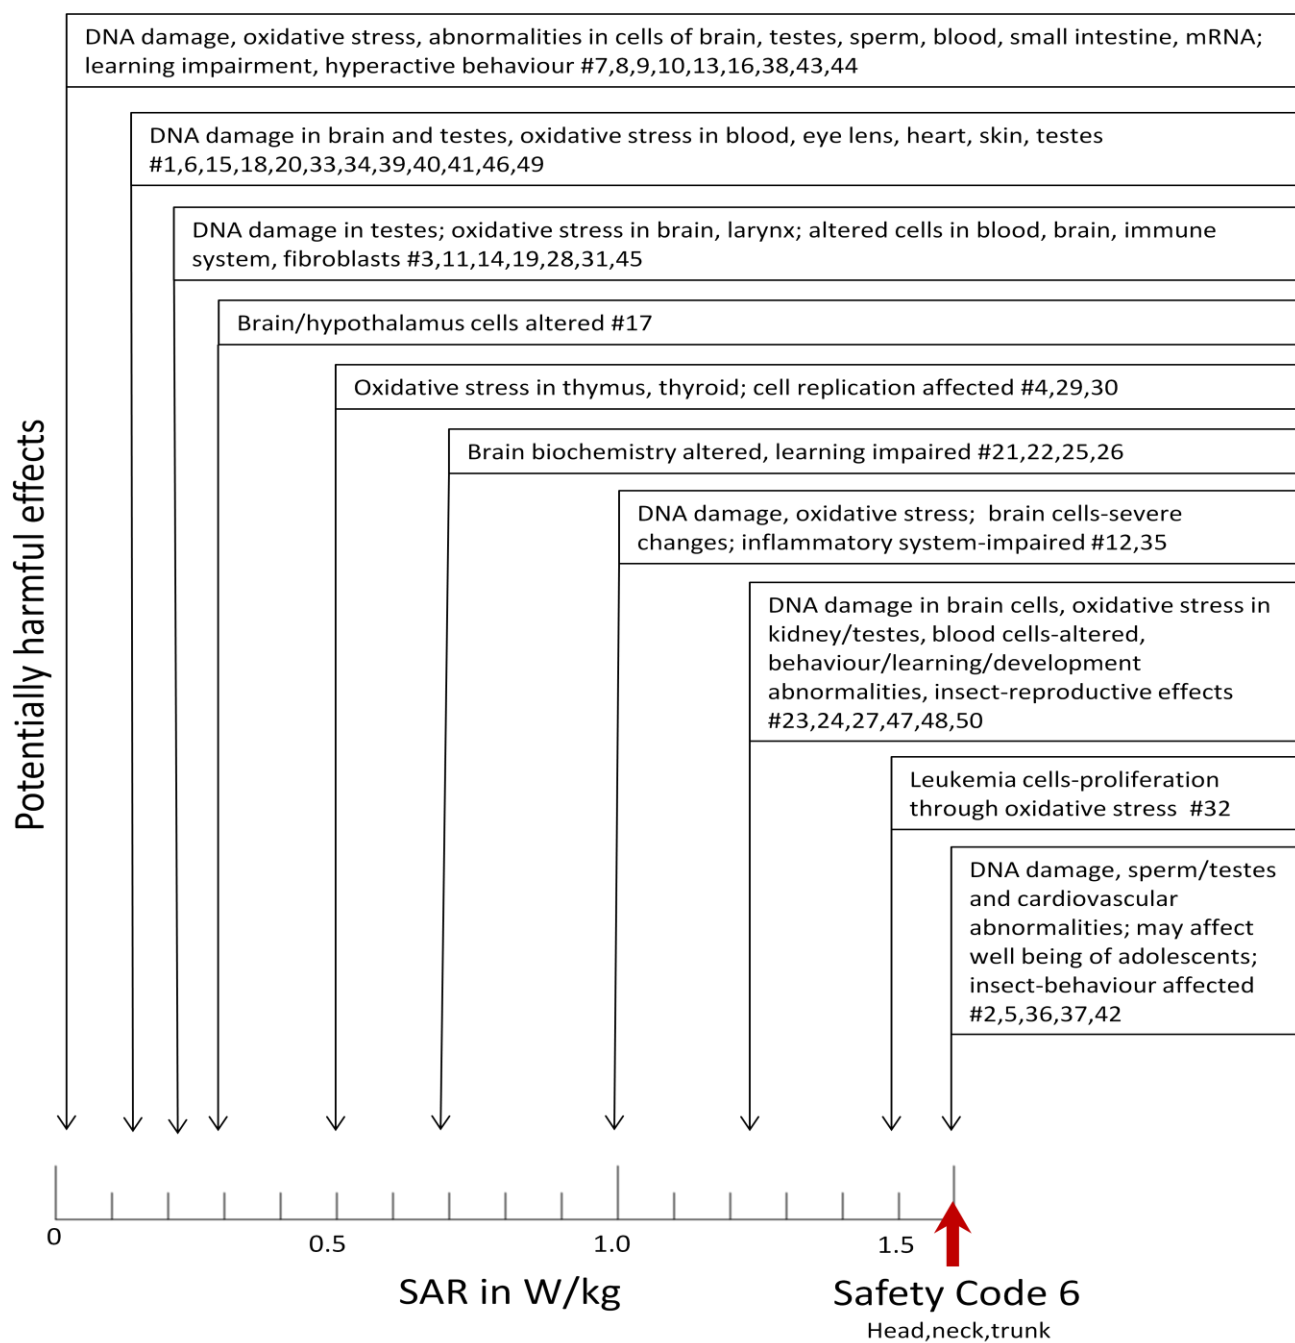 DNA damage, oxidative stress, abnormalities in cells of brain, testes, sperm, blood, small intestine, mRNA;
learning impairment, hyperactive behaviour #7,8,9,10,13,16,38,43,44
DNA damage in brain and testes, oxidative stress in blood, eye lens, heart, skin, testes
#1,6,15,18,20,33,34,39,40,41,46,49
DNA damage in testes; oxidative stress in brain, larynx; altered cells in blood, brain, immune
system, fibroblasts #3,11,14,19,28,31,45
Brain/hypothalamus cells altered #17
Oxidative stress in thymus, thyroid; cell replication affected #4,29,30
Brain biochemistry altered, learning impaired #21,22,25,26
DNA damage, oxidative stress; brain cells-severe
changes; inflammatory system-impaired #12,35
DNA damage in brain cells, oxidative stress in
kidney/testes, blood cells-altered,
behaviour/learning/development
abnormalities, insect-reproductive effects
#23,24,27,47,48,50
Leukemia cells-proliferation
through oxidative stress #32
DNA damage, sperm/testes
and cardiovascular
abnormalities; may affect
well being of adolescents;
insect-behaviour affected
#2,5,36,37,42
Potentially harmful effects
0
0.5
1.0
1.5
SAR in W/kg
Safety Code 6
Head,neck,trunk